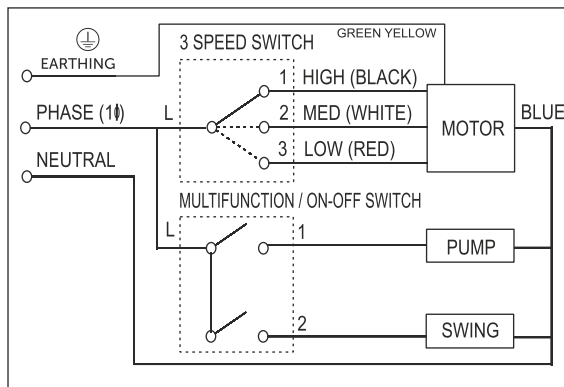 GREEN YELLOW
3 SPEED SWITCH
EARTHING
1 HIGH (BLACK)
PHASE (1ϕ)
L
2 MED (WHITE)
MOTOR
BLUE
3 LOW (RED)
NEUTRAL
MULTIFUNCTION / ON-OFF SWITCH
L
1
PUMP
2
SWING